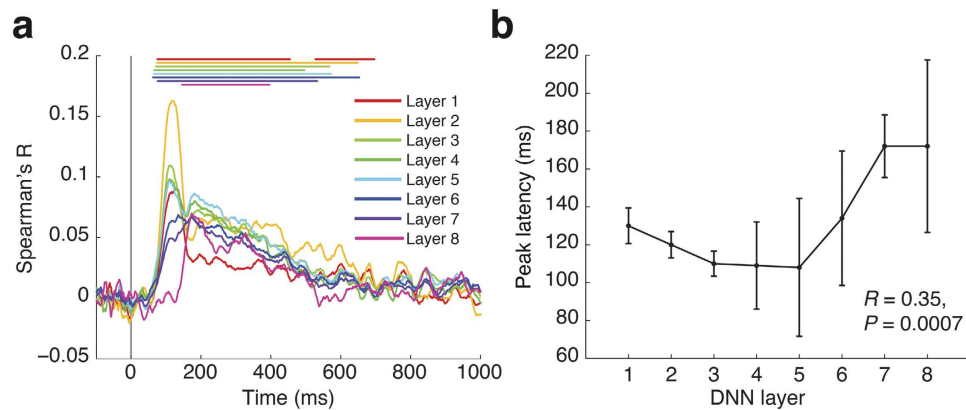 a
0.2
0.15
0.1
0.05
0
−0.05
Spearman's R
0
200
400
600
800
1000
Time (ms)
Layer 1
Layer 2
Layer 3
Layer 4
Layer 5
Layer 6
Layer 7
Layer 8
b
220
200
180
160
140
120
100
80
60
Peak latency (ms)
1
2
3
4
5
6
7
8
DNN layer
R = 0.35,
P = 0.0007